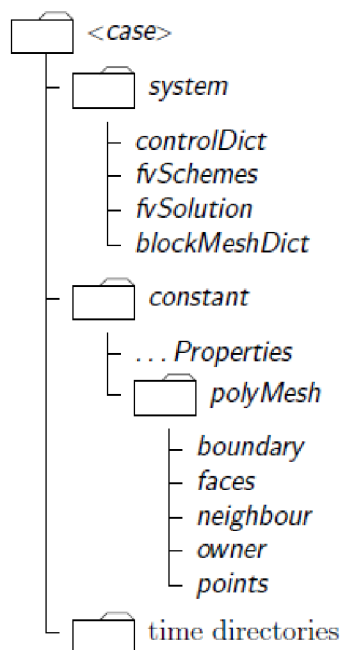 <case>
system
controlDict
fvSchemes
fvSolution
blockMeshDict
constant
...Properties
polyMesh
boundary
faces
neighbour
owner
points
time directories